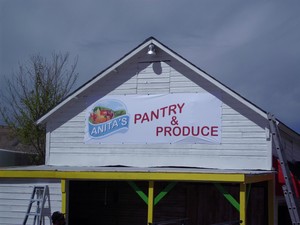 ANITA'S
PANTRY
&
PRODUCE